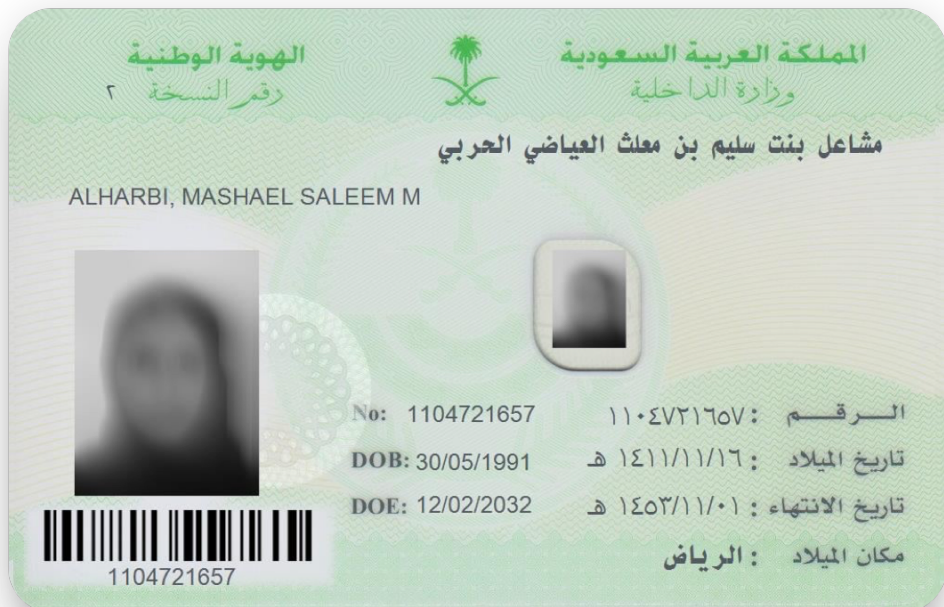 المملكة العربية السعودية
وزارة الداخلية
الهوية الوطنية
رقم النسخة ٢
مشاعل بنت سليم بن معلث العياضي الحربي
ALHARBI, MASHAEL SALEEM M
الــرقــم : ١١٠٤٧٢١٦٥٧
No: 1104721657
تاريخ الميلاد : ١٤١١/١١/١٦ هـ
DOB: 30/05/1991
تاريخ الانتهاء : ١٤٥٣/١١/٠١ هـ
DOE: 12/02/2032
مكان الميلاد : الرياض
1104721657